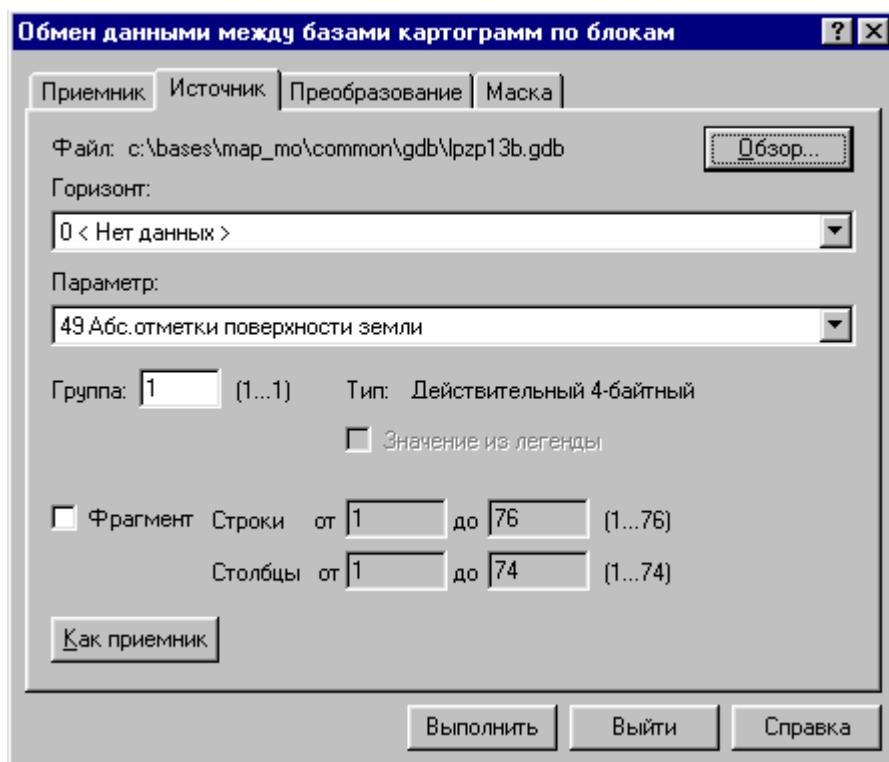 Обмен данными между базами картограмм по блокам
Приемник Источник Преобразование Маска
Файл: c:\bases\map_mo\common\gdb\lpzp13b.gdb Обзор...
Горизонт:
0 < Нет данных >
Параметр:
49 Абс.отметки поверхности земли
Группа: 1 (1...1) Тип: Действительный 4-байтный
Значение из легенды
Фрагмент Строки от 1 до 76 (1...76)
Столбцы от 1 до 74 (1...74)
Как приемник
Выполнить Выйти Справка